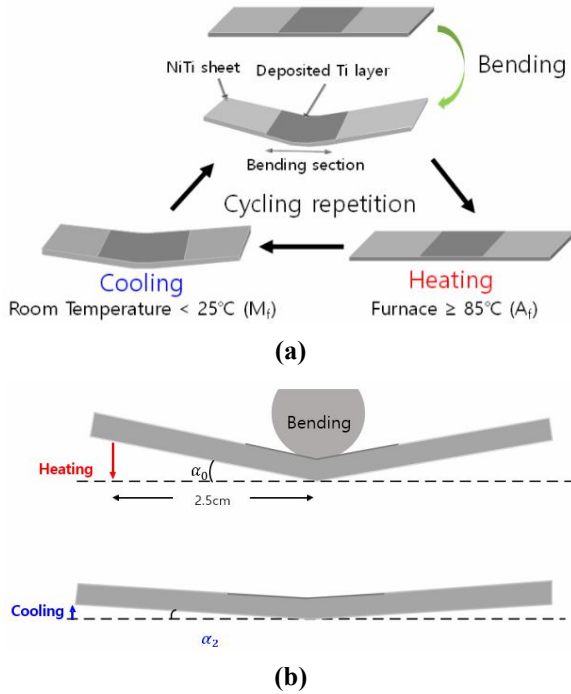 Bending
NiTi sheet
Deposited Ti layer
Bending section
Cycling repetition
Cooling
Heating
Room Temperature < 25℃ (Mf)
Furnace ≥ 85℃ (Af)
(a)
Bending
Heating
α0
2.5cm
Cooling
α2
(b)